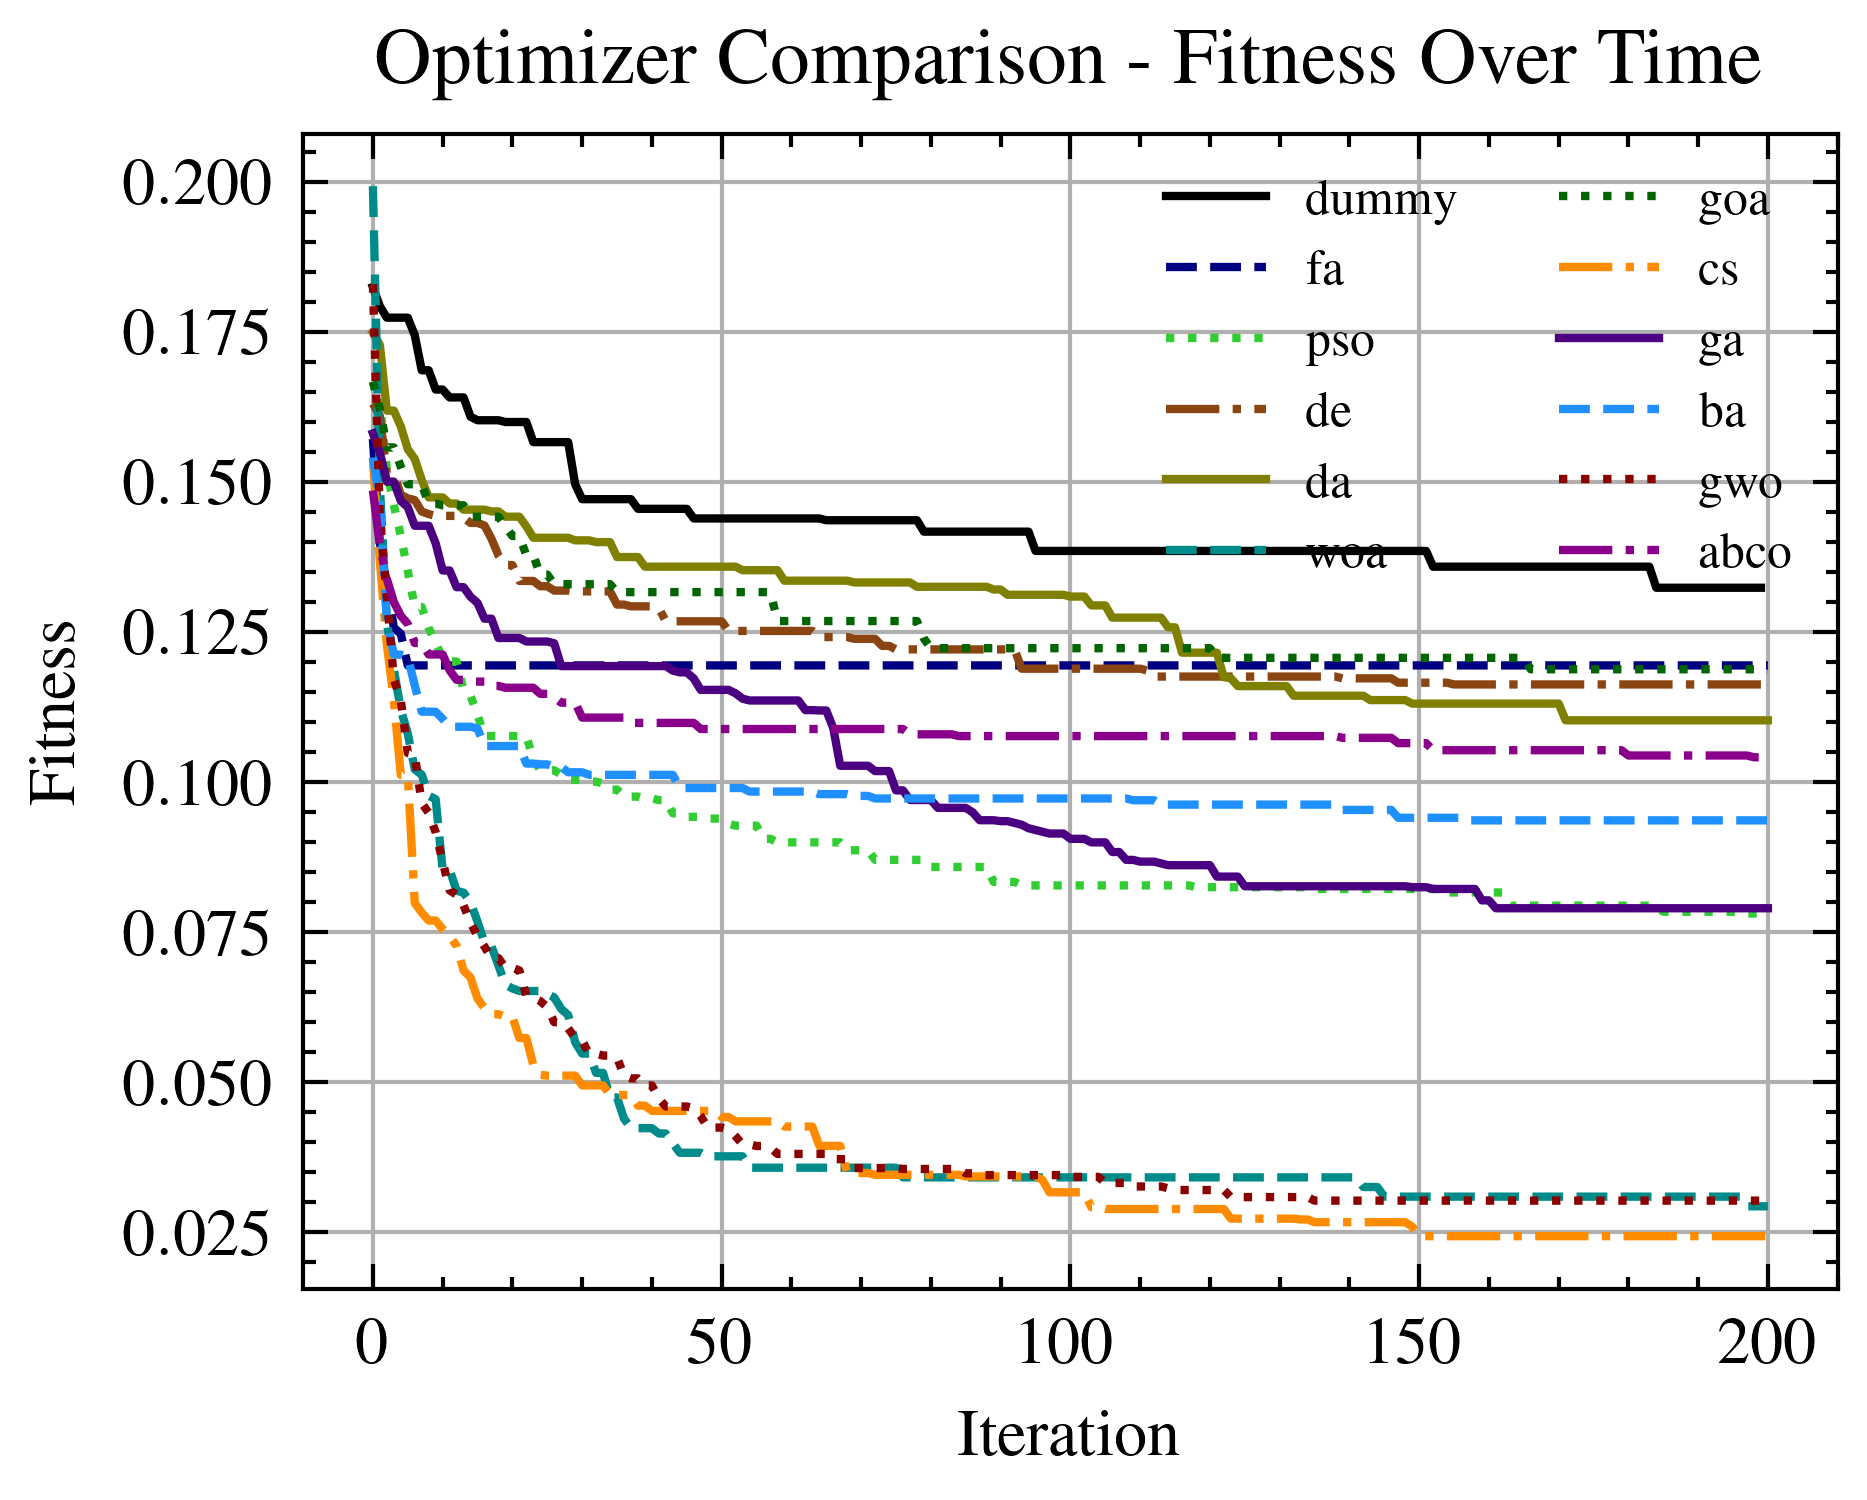 Optimizer Comparison - Fitness Over Time
Fitness
0.200
0.175
0.150
0.125
0.100
0.075
0.050
0.025
dummy
fa
pso
de
da
woa
goa
cs
ga
ba
gwo
abco
0 50 100 150 200
Iteration